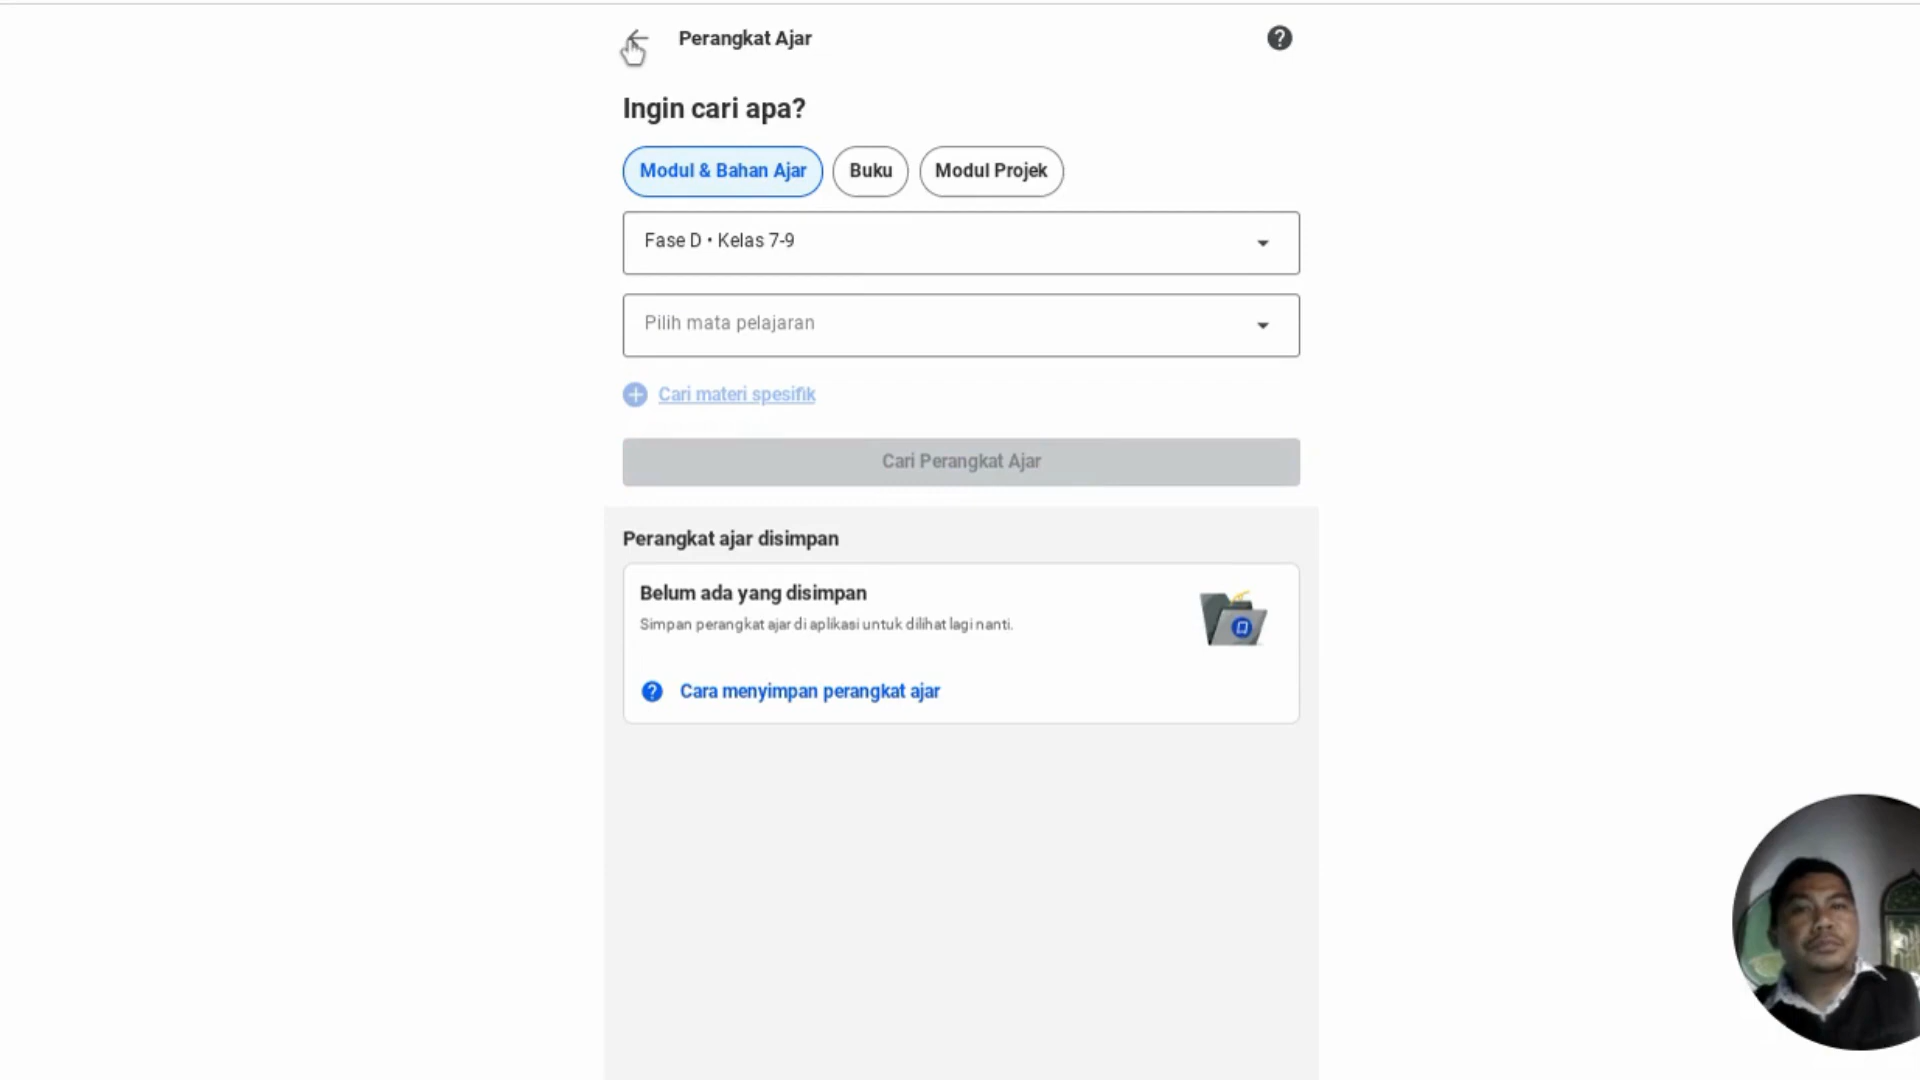 Perangkat Ajar
Ingin cari apa?
Modul & Bahan Ajar
Buku
Modul Projek
Fase D • Kelas 7-9
Pilih mata pelajaran
Cari materi spesifik
Cari Perangkat Ajar
Perangkat ajar disimpan
Belum ada yang disimpan
Simpan perangkat ajar di aplikasi untuk dilihat lagi nanti.
Cara menyimpan perangkat ajar